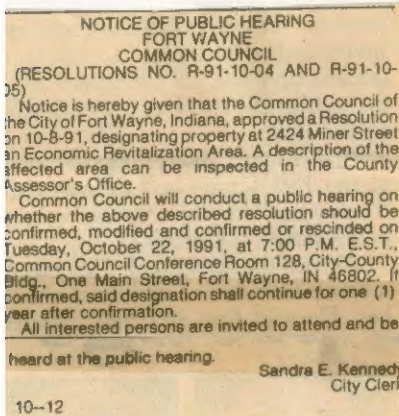 NOTICE OF PUBLIC HEARING
FORT WAYNE
COMMON COUNCIL
(RESOLUTIONS NO. R-91-10-04 AND R-91-10-
05)
Notice is hereby given that the Common Council of
the City of Fort Wayne, Indiana, approved a Resolution
on 10-8-91, designating property at 2424 Miner Street
an Economic Revitalization Area. A description of the
affected area can be inspected in the County
Assessor's Office.
Common Council will conduct a public hearing on
whether the above described resolution should be
confirmed, modified and confirmed or rescinded on
Tuesday, October 22, 1991, at 7:00 P.M. E.S.T.,
Common Council Conference Room 128, City-County
Bldg., One Main Street, Fort Wayne, IN 46802. If
confirmed, said designation shall continue for one (1)
year after confirmation.
All interested persons are invited to attend and be
heard at the public hearing.
Sandra E. Kennedy
City Clerk
10--12